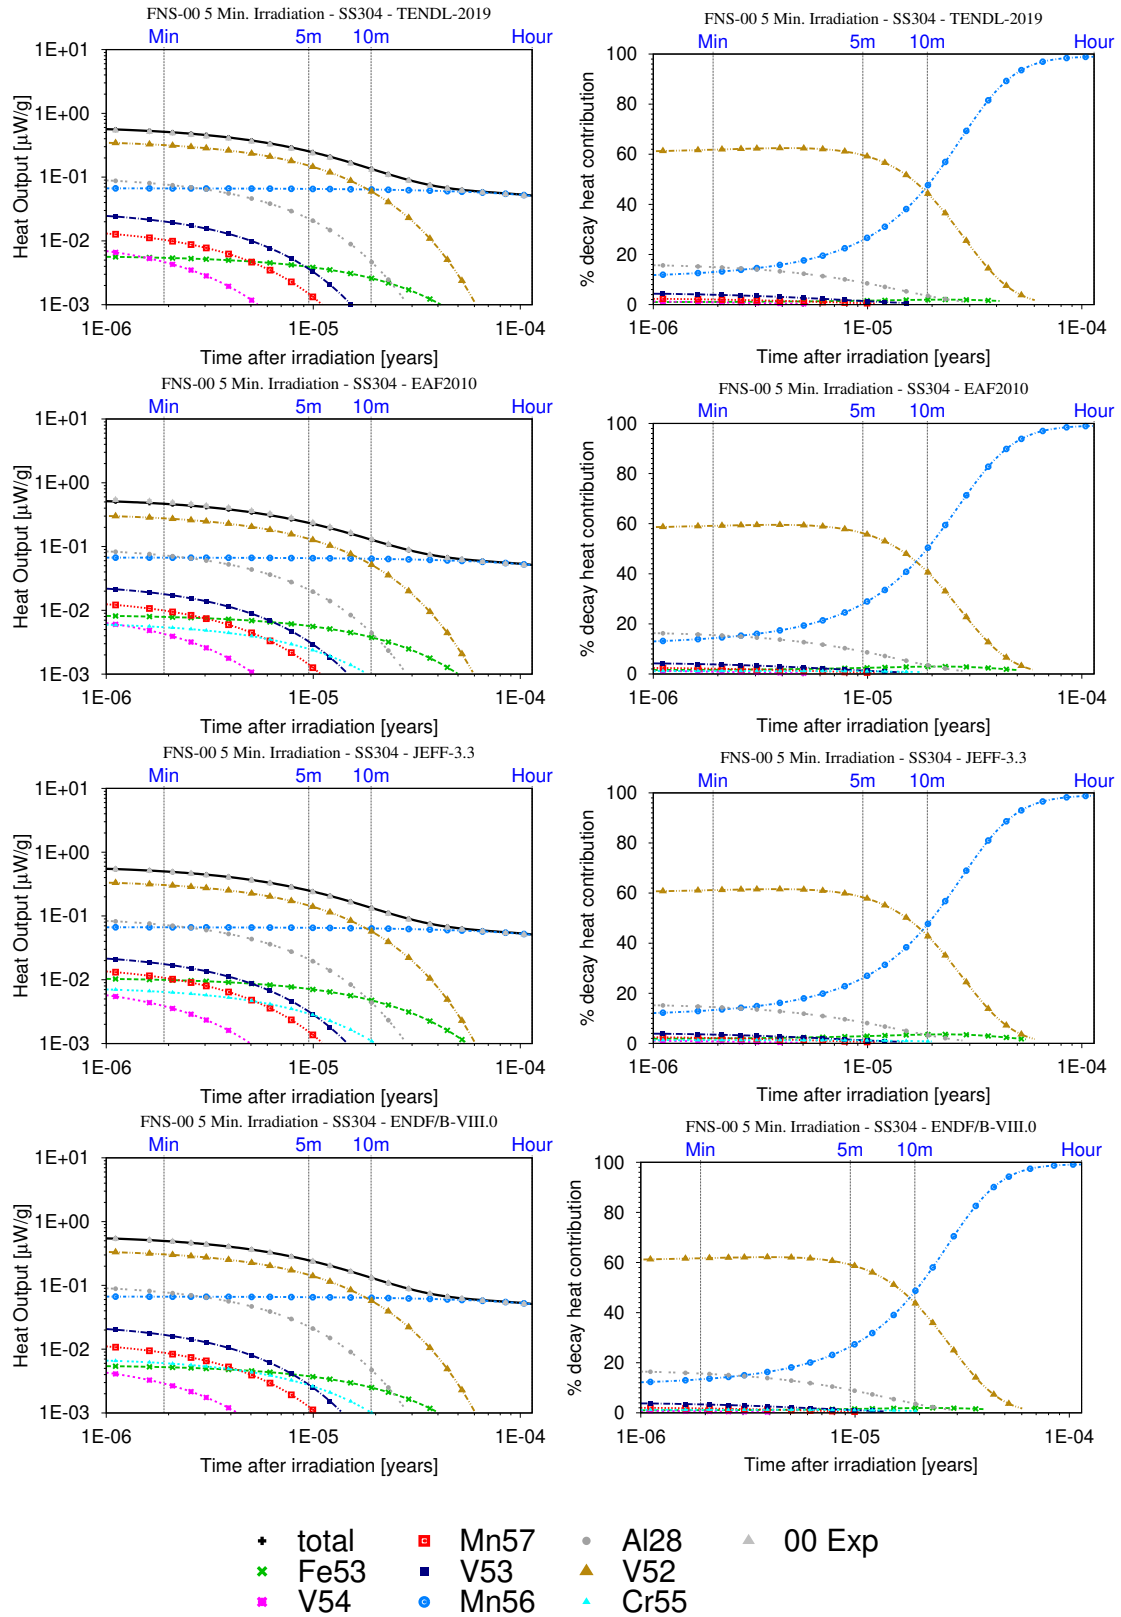 FNS-00 5 Min. Irradiation - SS304 - TENDL-2019
Min 5m 10m Hour
1E+01
1E+00
1E-01
1E-02
1E-03
Heat Output [µW/g]
1E-06 1E-05 1E-04
Time after irradiation [years]
FNS-00 5 Min. Irradiation - SS304 - TENDL-2019
Min 5m 10m Hour
100
80
60
40
20
0
% decay heat contribution
1E-06 1E-05 1E-04
Time after irradiation [years]
FNS-00 5 Min. Irradiation - SS304 - EAF2010
Min 5m 10m Hour
1E+01
1E+00
1E-01
1E-02
1E-03
Heat Output [µW/g]
1E-06 1E-05 1E-04
Time after irradiation [years]
FNS-00 5 Min. Irradiation - SS304 - EAF2010
Min 5m 10m Hour
100
80
60
40
20
0
% decay heat contribution
1E-06 1E-05 1E-04
Time after irradiation [years]
FNS-00 5 Min. Irradiation - SS304 - JEFF-3.3
Min 5m 10m Hour
1E+01
1E+00
1E-01
1E-02
1E-03
Heat Output [µW/g]
1E-06 1E-05 1E-04
Time after irradiation [years]
FNS-00 5 Min. Irradiation - SS304 - JEFF-3.3
Min 5m 10m Hour
100
80
60
40
20
0
% decay heat contribution
1E-06 1E-05 1E-04
Time after irradiation [years]
FNS-00 5 Min. Irradiation - SS304 - ENDF/B-VIII.0
Min 5m 10m Hour
1E+01
1E+00
1E-01
1E-02
1E-03
Heat Output [µW/g]
1E-06 1E-05 1E-04
Time after irradiation [years]
FNS-00 5 Min. Irradiation - SS304 - ENDF/B-VIII.0
Min 5m 10m Hour
100
80
60
40
20
0
% decay heat contribution
1E-06 1E-05 1E-04
Time after irradiation [years]
total Mn57 Al28 00 Exp
Fe53 V53 V52
V54 Mn56 Cr55